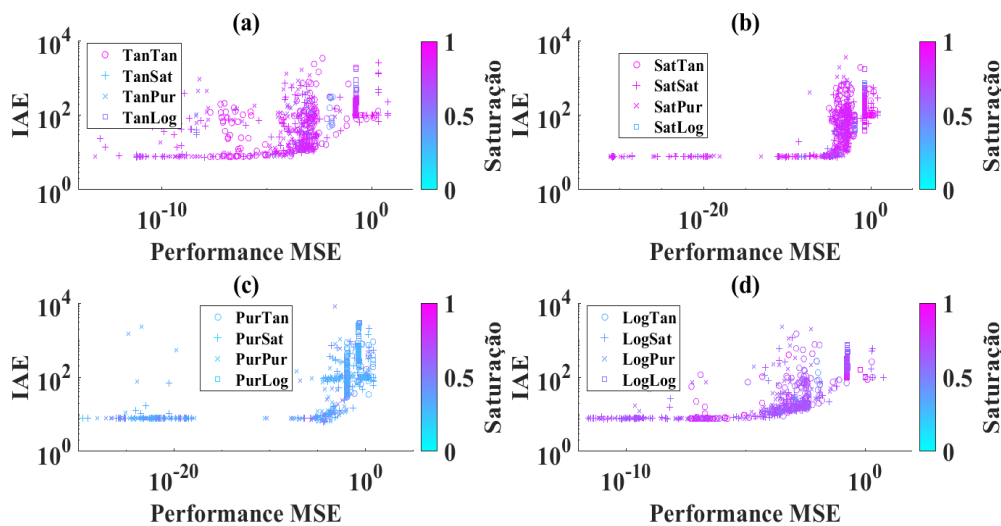 (a)
10^4
10^2
10^0
IAE
TanTan
TanSat
TanPur
TanLog
10^-10
10^0
Performance MSE
1
0.5
0
Saturação
(b)
10^4
10^2
10^0
IAE
SatTan
SatSat
SatPur
SatLog
10^-20
10^0
Performance MSE
1
0.5
0
Saturação
(c)
10^4
10^2
10^0
IAE
PurTan
PurSat
PurPur
PurLog
10^-20
10^0
Performance MSE
1
0.5
0
Saturação
(d)
10^4
10^2
10^0
IAE
LogTan
LogSat
LogPur
LogLog
10^-10
10^0
Performance MSE
1
0.5
0
Saturação